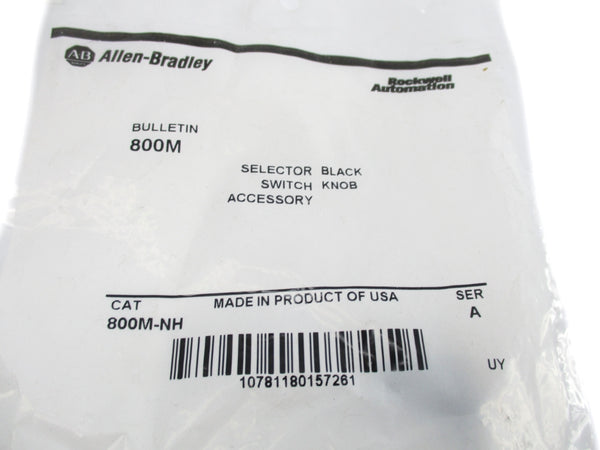 AB Allen-Bradley
Rockwell
Automation
BULLETIN
800M
SELECTOR BLACK
SWITCH KNOB
ACCESSORY
CAT MADE IN PRODUCT OF USA SER
800M-NH A
10781180157261
UY